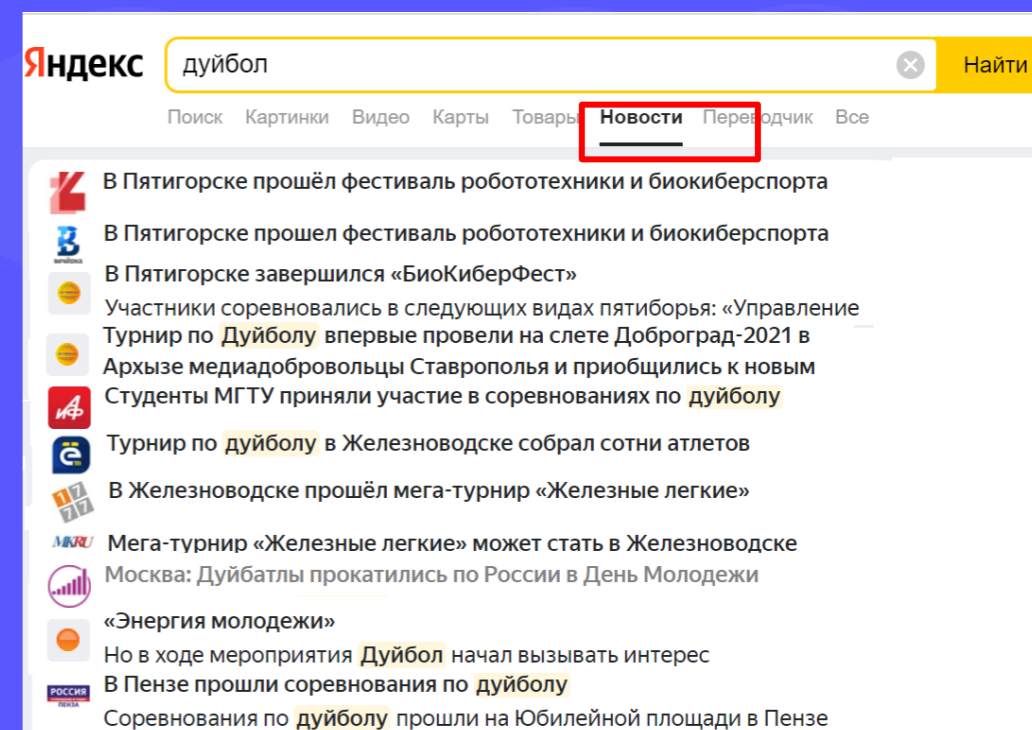 Яндекс
дуйбол
Найти
Поиск Картинки Видео Карты Товары Новости Переводчик Все
В Пятигорске прошёл фестиваль робототехники и биокиберспорта
В Пятигорске прошел фестиваль робототехники и биокиберспорта
В Пятигорске завершился «БиоКиберФест»
Участники соревновались в следующих видах пятиборья: «Управление
Турнир по Дуйболу впервые провели на слете Доброград-2021 в
Архызе медиадобровольцы Ставрополья и приобщились к новым
АиФ
Студенты МГТУ приняли участие в соревнованиях по дуйболу
ё
Турнир по дуйболу в Железноводске собрал сотни атлетов
1777
В Железноводске прошёл мега-турнир «Железные легкие»
MKRU
Мега-турнир «Железные легкие» может стать в Железноводске
Москва: Дуйбатлы прокатились по России в День Молодежи
«Энергия молодежи»
Но в ходе мероприятия Дуйбол начал вызывать интерес
РОССИЯ
ПЕНЗА
В Пензе прошли соревнования по дуйболу
Соревнования по дуйболу прошли на Юбилейной площади в Пензе